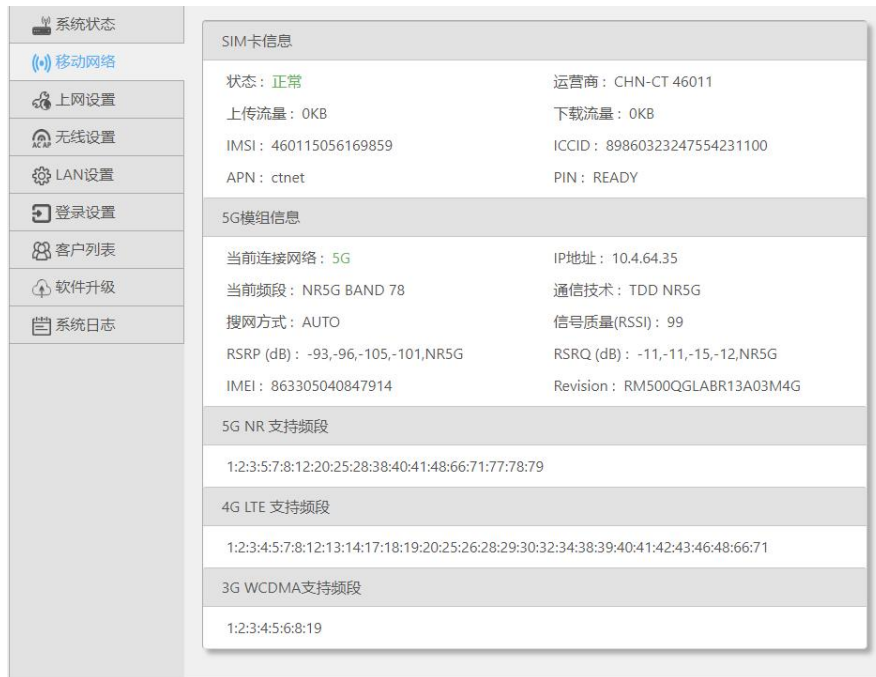 系统状态
移动网络
上网设置
AC AP 无线设置
LAN设置
登录设置
客户列表
软件升级
系统日志
SIM卡信息
状态：正常
运营商：CHN-CT 46011
上传流量：0KB
下载流量：0KB
IMSI：460115056169859
ICCID：89860323247554231100
APN：ctnet
PIN：READY
5G模组信息
当前连接网络：5G
IP地址：10.4.64.35
当前频段：NR5G BAND 78
通信技术：TDD NR5G
搜网方式：AUTO
信号质量(RSSI)：99
RSRP (dB)：-93,-96,-105,-101,NR5G
RSRQ (dB)：-11,-11,-15,-12,NR5G
IMEI：863305040847914
Revision：RM500QGLABR13A03M4G
5G NR 支持频段
1:2:3:5:7:8:12:20:25:28:38:40:41:48:66:71:77:78:79
4G LTE 支持频段
1:2:3:4:5:7:8:12:13:14:17:18:19:20:25:26:28:29:30:32:34:38:39:40:41:42:43:46:48:66:71
3G WCDMA支持频段
1:2:3:4:5:6:8:19